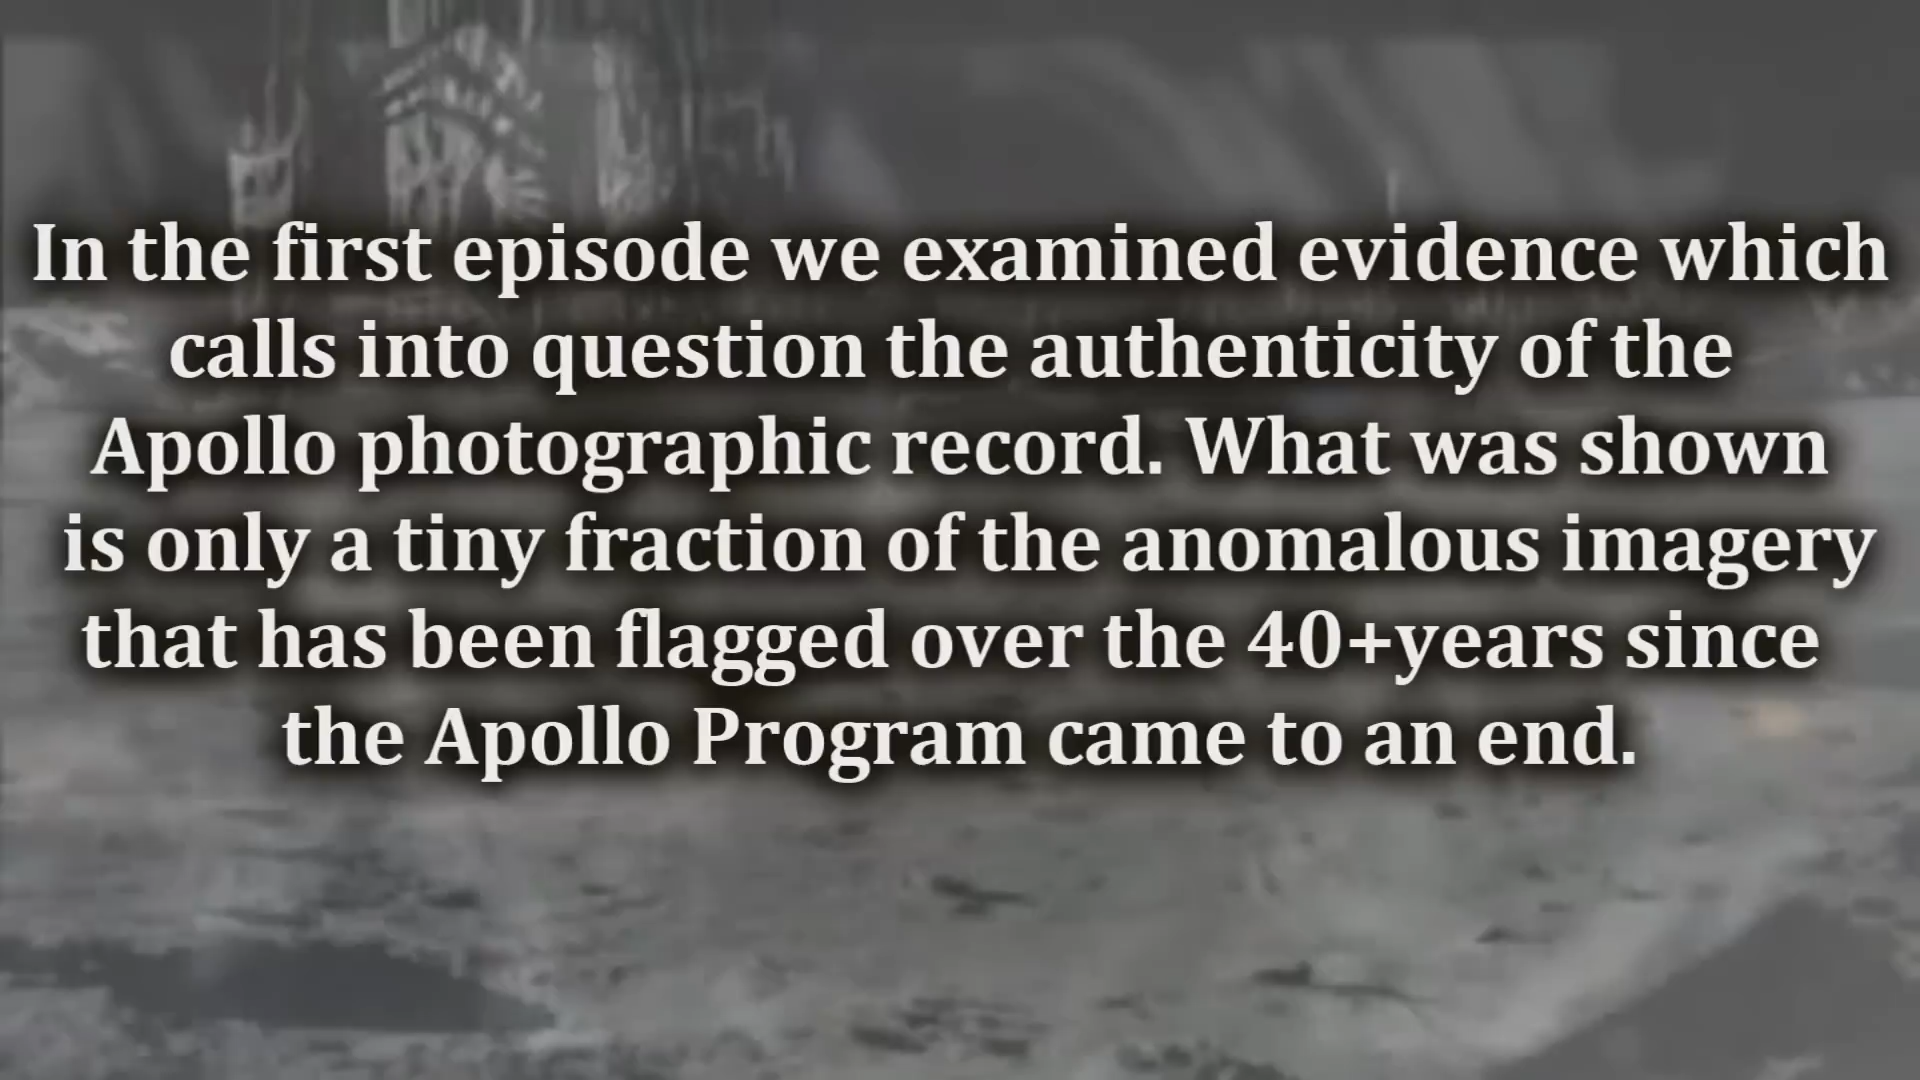 In the first episode we examined evidence which
calls into question the authenticity of the
Apollo photographic record. What was shown
is only a tiny fraction of the anomalous imagery
that has been flagged over the 40+years since
the Apollo Program came to an end.